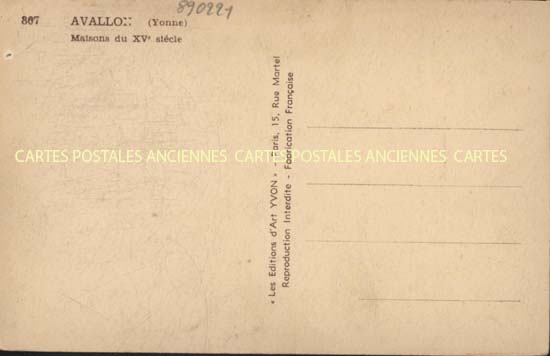 890221
807 AVALLON (Yonne)
Maisons du XVe siècle
CARTES POSTALES ANCIENNES CARTES POSTALES ANCIENNES CARTES
« Les Editions d'Art YVON » - Paris, 15, Rue Martel
Reproduction Interdite - Fabrication Française